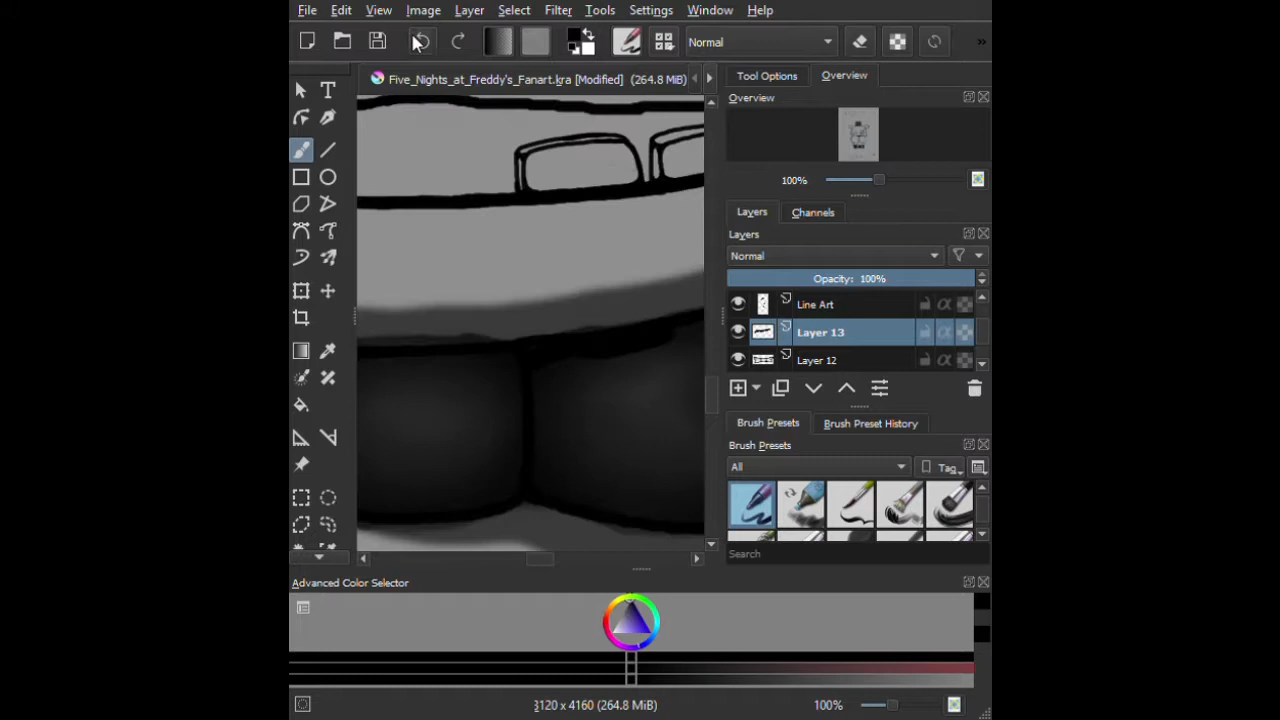 File Edit View Image Layer Select Filter Tools Settings Window Help
Normal
Five_Nights_at_Freddy's_Fanart.kra [Modified] (264.8 MiB)
Tool Options Overview
Overview
100%
Layers Channels
Layers
Normal
Opacity: 100%
Line Art
Layer 13
Layer 12
Brush Presets Brush Preset History
Brush Presets
All Tag
Search
Advanced Color Selector
3120 x 4160 (264.8 MiB) 100%